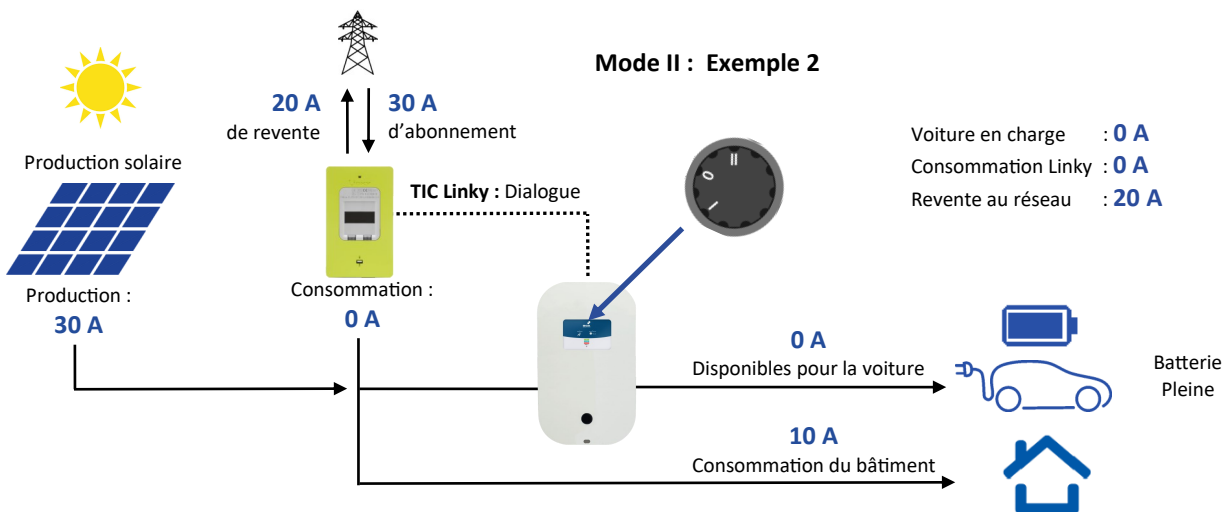 Mode II : Exemple 2
20 A
de revente
30 A
d'abonnement
Production solaire
TIC Linky : Dialogue
II
0
I
Voiture en charge : 0 A
Consommation Linky : 0 A
Revente au réseau : 20 A
Production :
30 A
Consommation :
0 A
0 A
Disponibles pour la voiture
Batterie
Pleine
10 A
Consommation du bâtiment